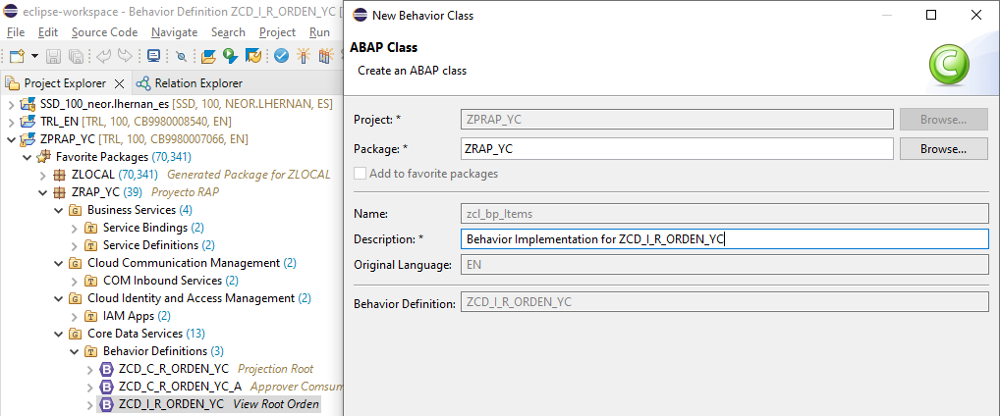 eclipse-workspace - Behavior Definition ZCD_I_R_ORDEN_YC [
File Edit Source Code Navigate Search Project Run
Project Explorer
Relation Explorer
SSD_100_neor.lhernan_es [SSD, 100, NEOR.LHERNAN, ES]
TRL_EN [TRL, 100, CB9980008540, EN]
ZPRAP_YC [TRL, 100, CB9980007066, EN]
Favorite Packages (70,341)
ZLOCAL (70,341) Generated Package for ZLOCAL
ZRAP_YC (39) Proyecto RAP
Business Services (4)
Service Bindings (2)
Service Definitions (2)
Cloud Communication Management (2)
COM Inbound Services (2)
Cloud Identity and Access Management (2)
IAM Apps (2)
Core Data Services (13)
Behavior Definitions (3)
ZCD_C_R_ORDEN_YC Projection Root
ZCD_C_R_ORDEN_YC_A Approver Comsum
ZCD_I_R_ORDEN_YC View Root Orden
New Behavior Class
ABAP Class
Create an ABAP class
C
Project: * ZPRAP_YC Browse...
Package: * ZRAP_YC Browse...
Add to favorite packages
Name: zcl_bp_Items
Description: * Behavior Implementation for ZCD_I_R_ORDEN_YC
Original Language: EN
Behavior Definition: ZCD_I_R_ORDEN_YC